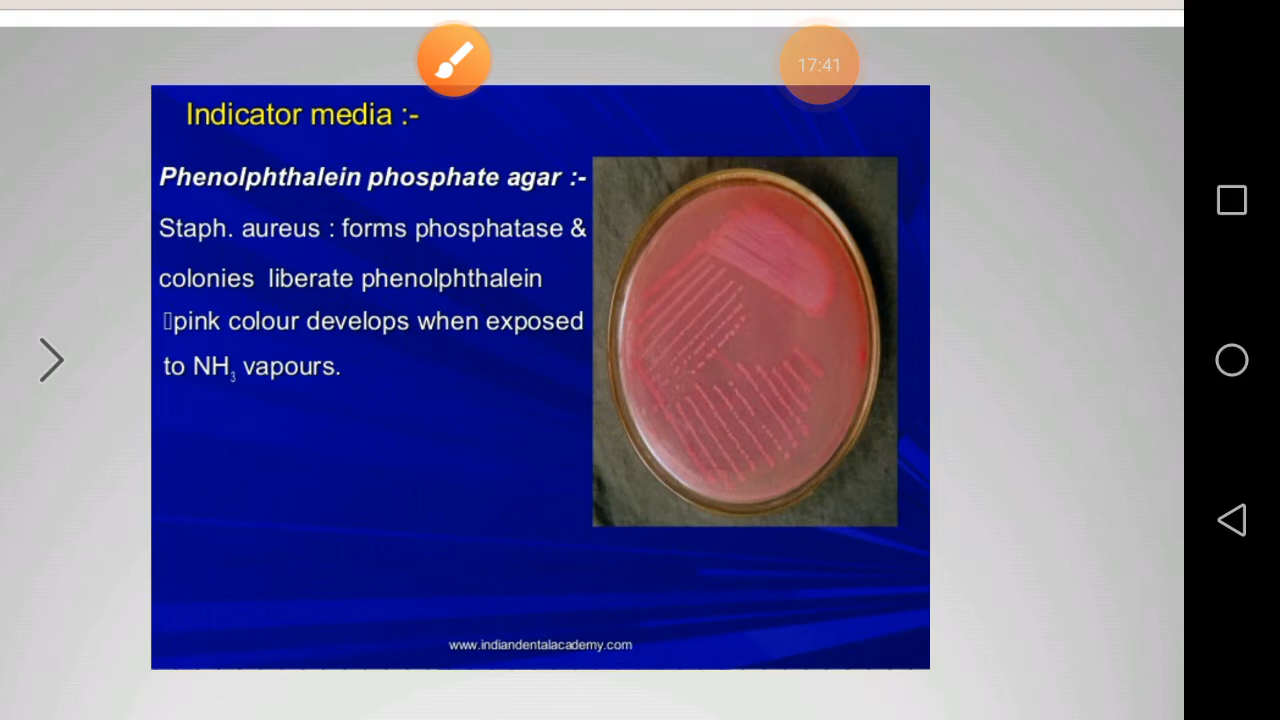 17:41
Indicator media :-
Phenolphthalein phosphate agar :-
Staph. aureus : forms phosphatase &
colonies liberate phenolphthalein
▯pink colour develops when exposed
to NH₃ vapours.
www.indiandentalacademy.com